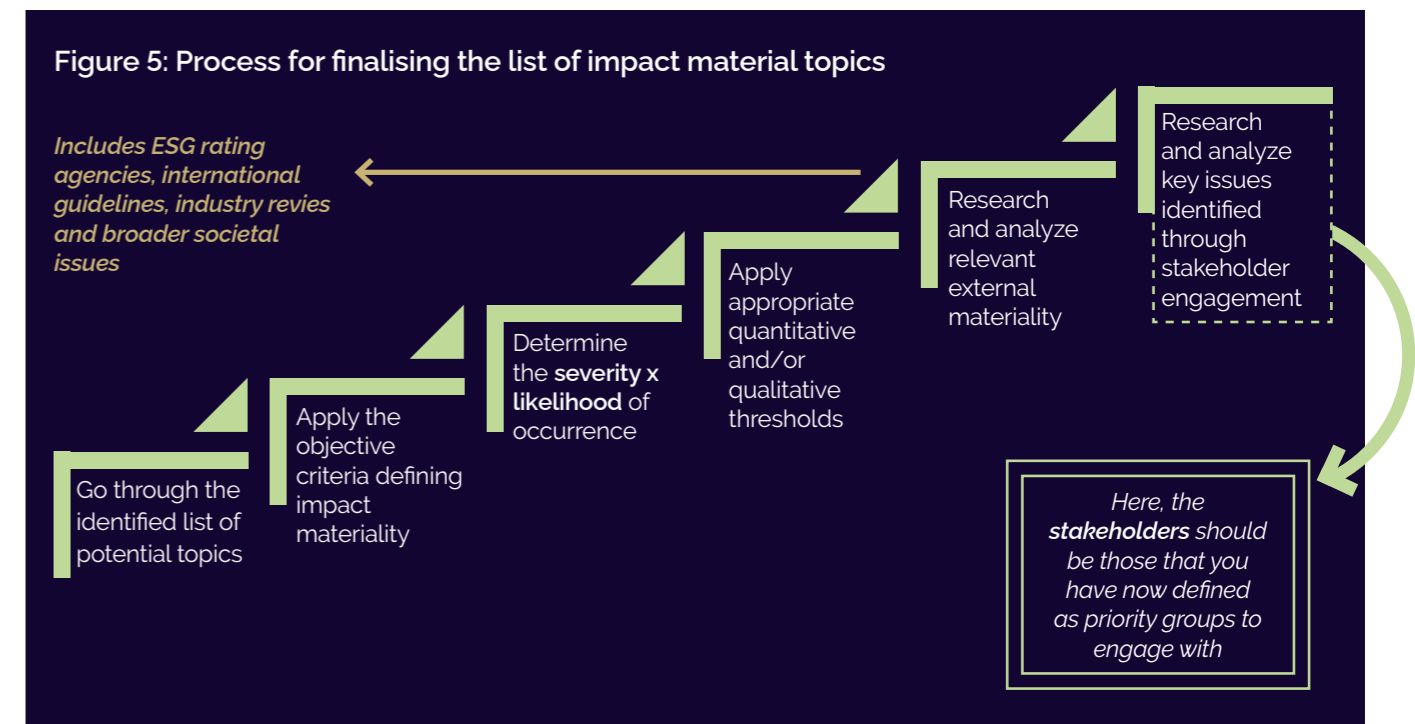 Figure 5: Process for finalising the list of impact material topics
Includes ESG rating
agencies, international
guidelines, industry revies
and broader societal
issues
Go through the
identified list of
potential topics
Apply the
objective
criteria defining
impact
materiality
Determine
the severity x
likelihood of
occurrence
Apply
appropriate
quantitative
and/or
qualitative
thresholds
Research
and analyze
relevant
external
materiality
Research
and analyze
key issues
identified
through
stakeholder
engagement
Here, the
stakeholders should
be those that you
have now defined
as priority groups to
engage with